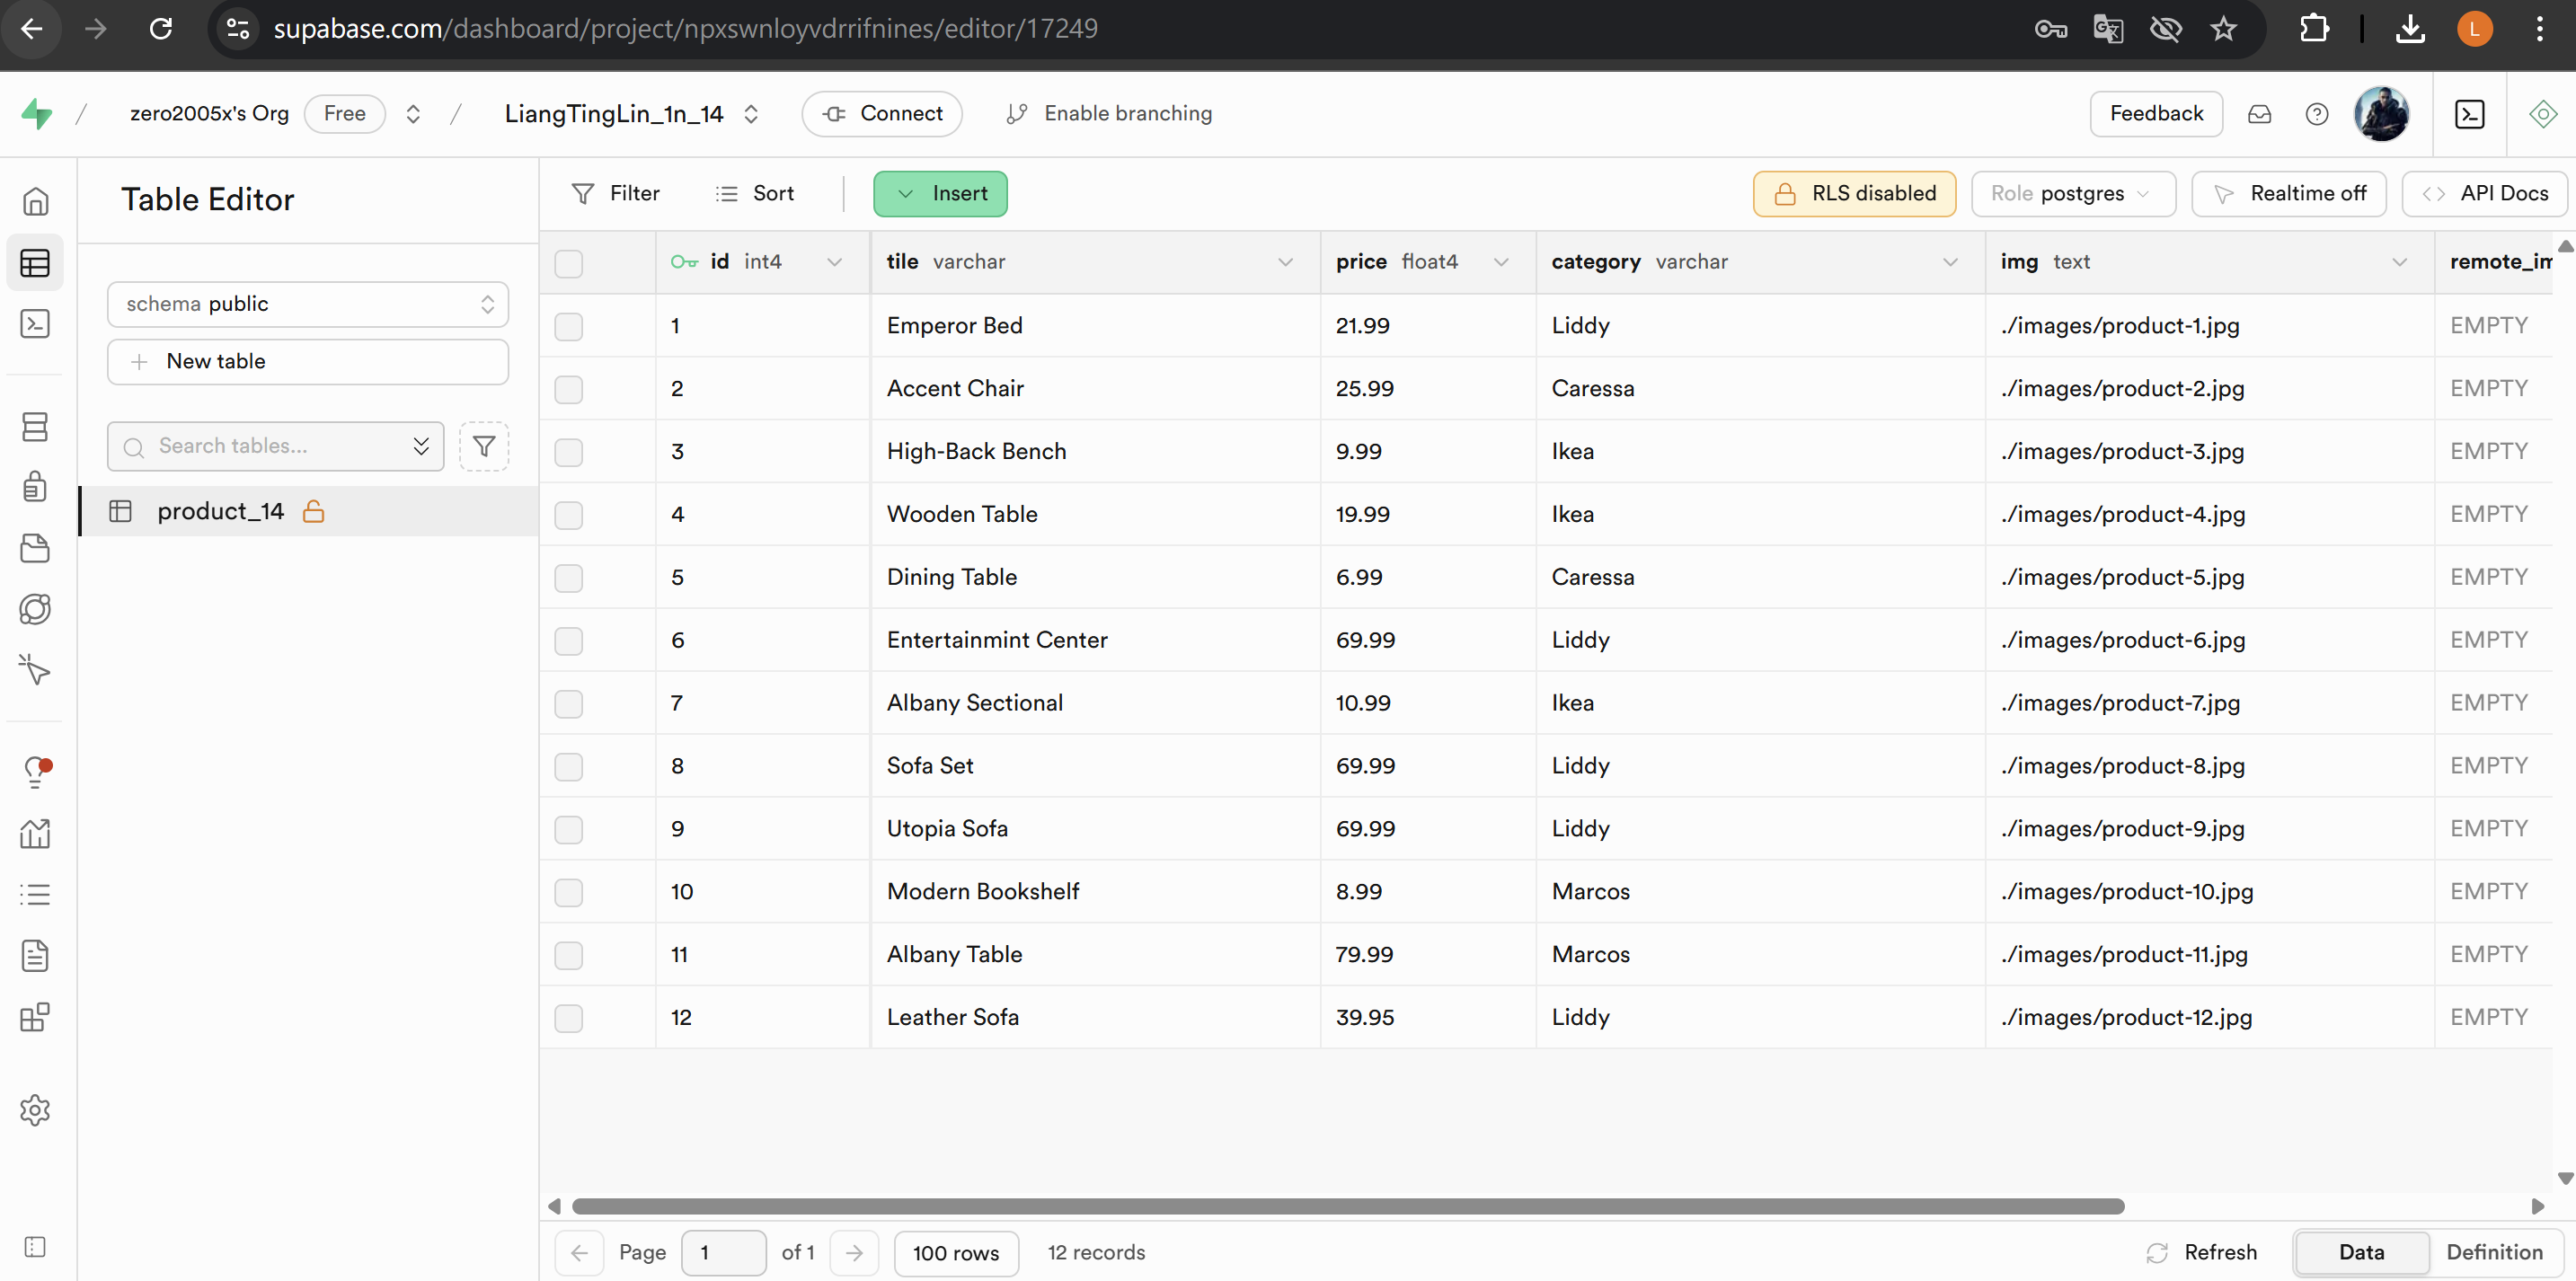 supabase.com/dashboard/project/npxswnloyvdrrifnines/editor/17249
L
/ zero2005x's Org Free / LiangTingLin_1n_14 Connect Enable branching Feedback
Table Editor
Filter Sort Insert RLS disabled Role postgres Realtime off API Docs
schema public
New table
Search tables...
product_14
id int4 tile varchar price float4 category varchar img text remote_im
1 Emperor Bed 21.99 Liddy ./images/product-1.jpg EMPTY
2 Accent Chair 25.99 Caressa ./images/product-2.jpg EMPTY
3 High-Back Bench 9.99 Ikea ./images/product-3.jpg EMPTY
4 Wooden Table 19.99 Ikea ./images/product-4.jpg EMPTY
5 Dining Table 6.99 Caressa ./images/product-5.jpg EMPTY
6 Entertainmint Center 69.99 Liddy ./images/product-6.jpg EMPTY
7 Albany Sectional 10.99 Ikea ./images/product-7.jpg EMPTY
8 Sofa Set 69.99 Liddy ./images/product-8.jpg EMPTY
9 Utopia Sofa 69.99 Liddy ./images/product-9.jpg EMPTY
10 Modern Bookshelf 8.99 Marcos ./images/product-10.jpg EMPTY
11 Albany Table 79.99 Marcos ./images/product-11.jpg EMPTY
12 Leather Sofa 39.95 Liddy ./images/product-12.jpg EMPTY
Page 1 of 1 100 rows 12 records Refresh Data Definition